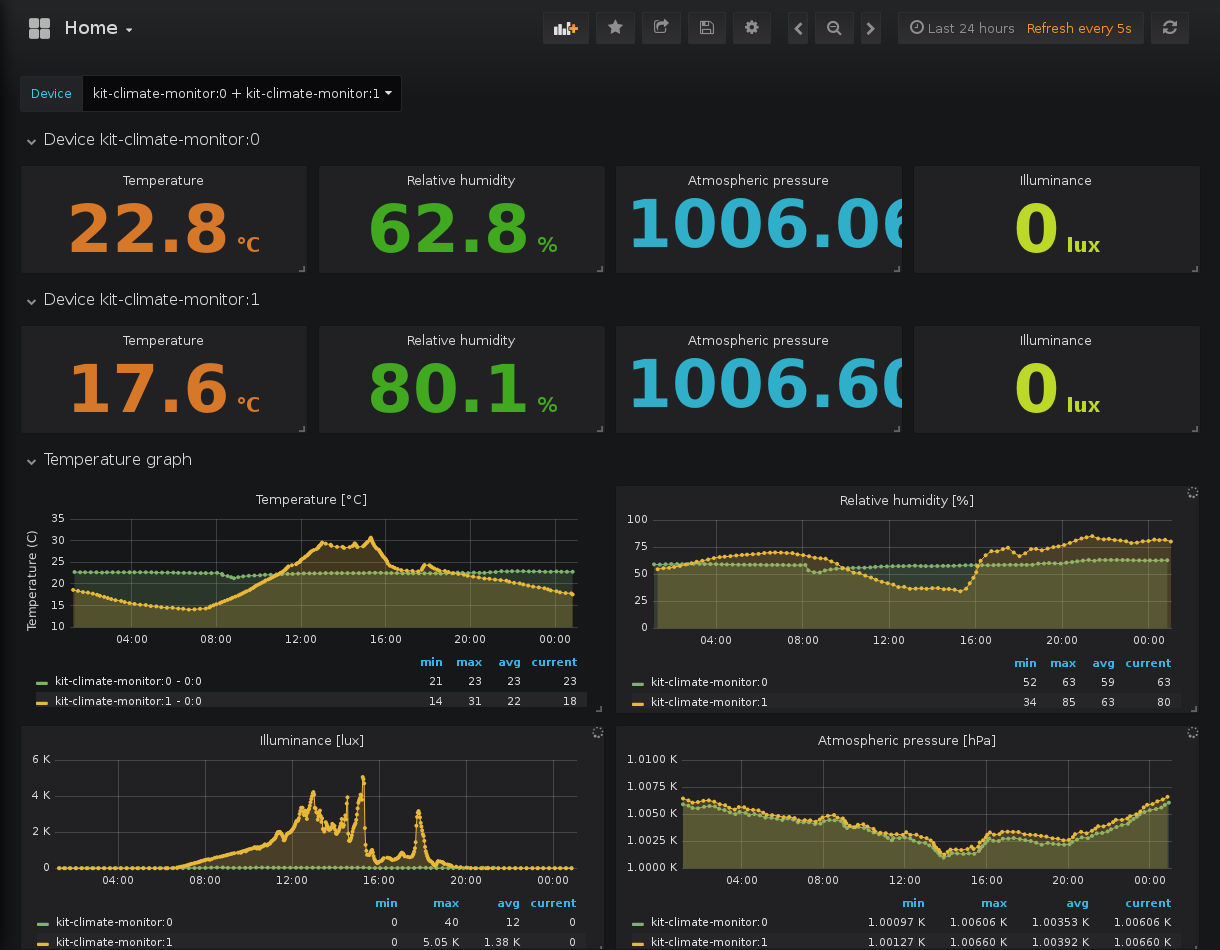 Home
Last 24 hours Refresh every 5s
Device kit-climate-monitor:0 + kit-climate-monitor:1
Device kit-climate-monitor:0
Temperature
22.8 °C
Relative humidity
62.8 %
Atmospheric pressure
1006.06
Illuminance
0 lux
Device kit-climate-monitor:1
Temperature
17.6 °C
Relative humidity
80.1 %
Atmospheric pressure
1006.60
Illuminance
0 lux
Temperature graph
Temperature [°C]
Temperature (C)
35
30
25
20
15
10
04:00 08:00 12:00 16:00 20:00 00:00
min max avg current
kit-climate-monitor:0 - 0:0 21 23 23 23
kit-climate-monitor:1 - 0:0 14 31 22 18
Relative humidity [%]
100
75
50
25
0
04:00 08:00 12:00 16:00 20:00 00:00
min max avg current
kit-climate-monitor:0 52 63 59 63
kit-climate-monitor:1 34 85 63 80
Illuminance [lux]
6 K
4 K
2 K
0
04:00 08:00 12:00 16:00 20:00 00:00
min max avg current
kit-climate-monitor:0 0 40 12 0
kit-climate-monitor:1 0 5.05 K 1.38 K 0
Atmospheric pressure [hPa]
1.0100 K
1.0075 K
1.0050 K
1.0025 K
1.0000 K
04:00 08:00 12:00 16:00 20:00 00:00
min max avg current
kit-climate-monitor:0 1.00097 K 1.00606 K 1.00353 K 1.00606 K
kit-climate-monitor:1 1.00127 K 1.00660 K 1.00392 K 1.00660 K